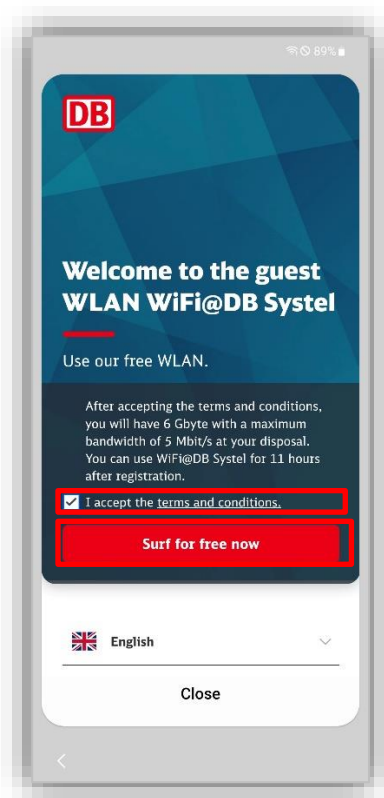 89%
DB
Welcome to the guest
WLAN WiFi@DB Systel
Use our free WLAN.
After accepting the terms and conditions,
you will have 6 Gbyte with a maximum
bandwidth of 5 Mbit/s at your disposal.
You can use WiFi@DB Systel for 11 hours
after registration.
I accept the terms and conditions.
Surf for free now
English
Close